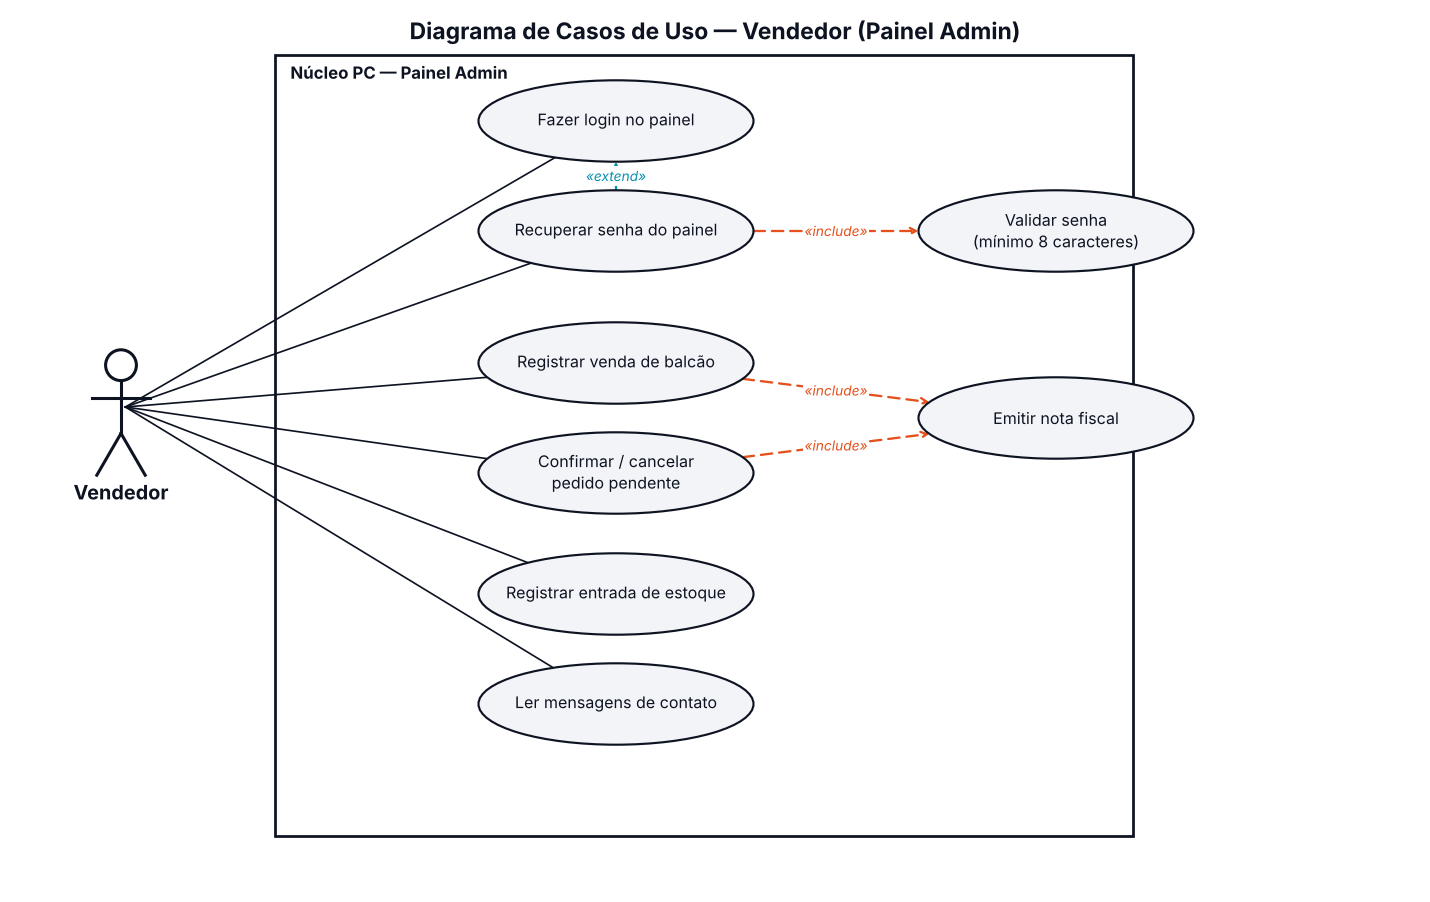 Diagrama de Casos de Uso — Vendedor (Painel Admin)
Núcleo PC — Painel Admin
Fazer login no painel
«extend»
Recuperar senha do painel
«include»
Validar senha
(mínimo 8 caracteres)
Registrar venda de balcão
«include»
Emitir nota fiscal
«include»
Confirmar / cancelar
pedido pendente
Vendedor
Registrar entrada de estoque
Ler mensagens de contato